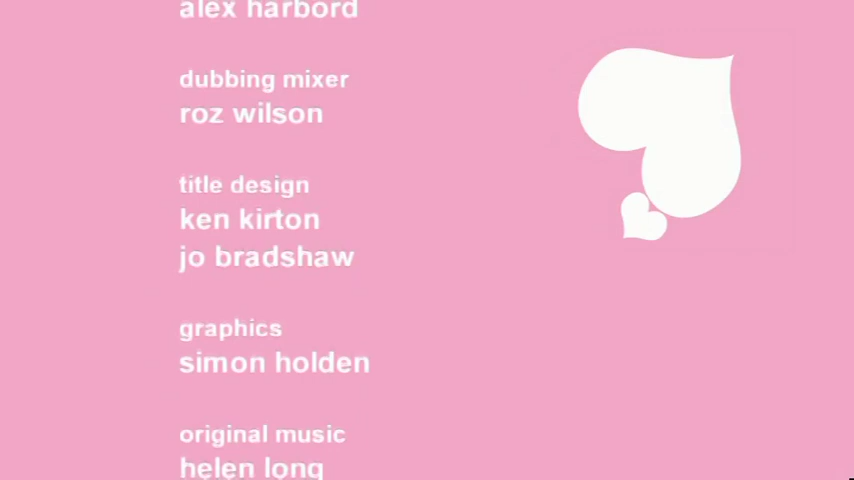 alex harbord
dubbing mixer
roz wilson
title design
ken kirton
jo bradshaw
graphics
simon holden
original music
helen long